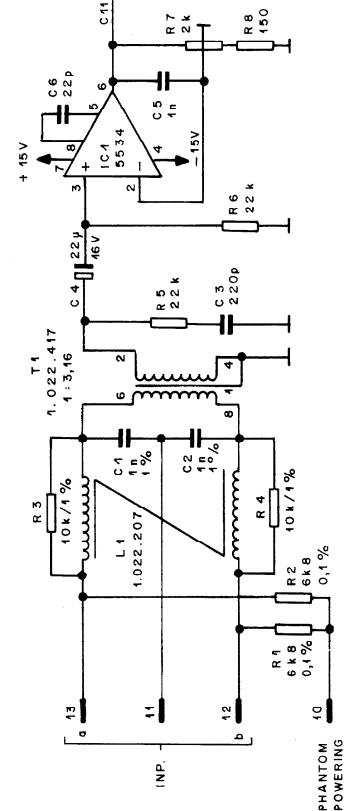 INP.
a
13
11
b
12
PHANTOM
POWERING
10
R1
6k8
0,1%
R2
6k8
0,1%
R3
10k/1%
L1
1.022.207
R4
10k/1%
C1
1n
1%
C2
1n
1%
T1
1.022.417
1:3,16
6
2
8
1
4
R5
22k
C3
220p
C4
22µ
16V
R6
22k
+15V
-15V
3
2
7
8
5
6
4
+
−
IC1
5534
C6
22p
C5
1n
C11
R7
2k
R8
150